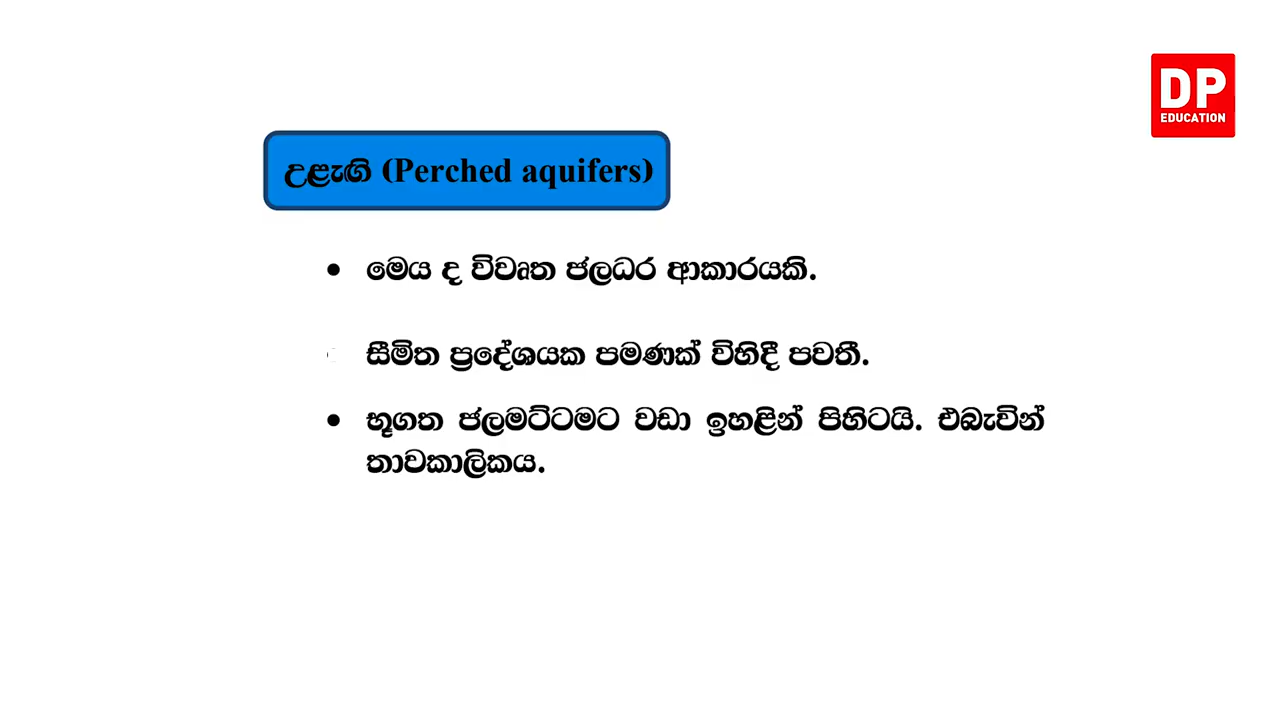 DP
EDUCATION
උළැඟි (Perched aquifers)
• මෙය ද විවෘත ජලධර ආකාරයකි.
සීමිත ප්‍රදේශයක පමණක් විහිදී පවතී.
• භූගත ජලමට්ටමට වඩා ඉහළින් පිහිටයි. එබැවින්
තාවකාලිකය.